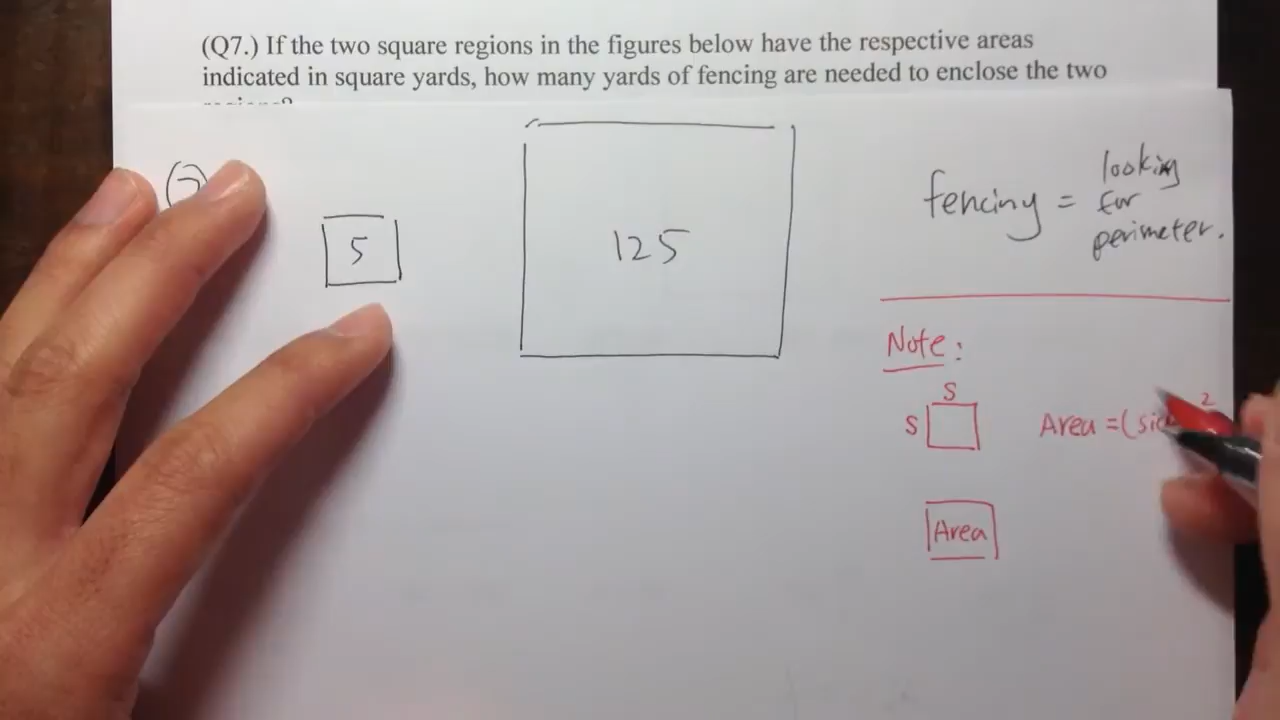 (Q7.) If the two square regions in the figures below have the respective areas
indicated in square yards, how many yards of fencing are needed to enclose the two
5
125
fencing = looking
for
perimeter.
Note:
S
S
Area =(
2
Area